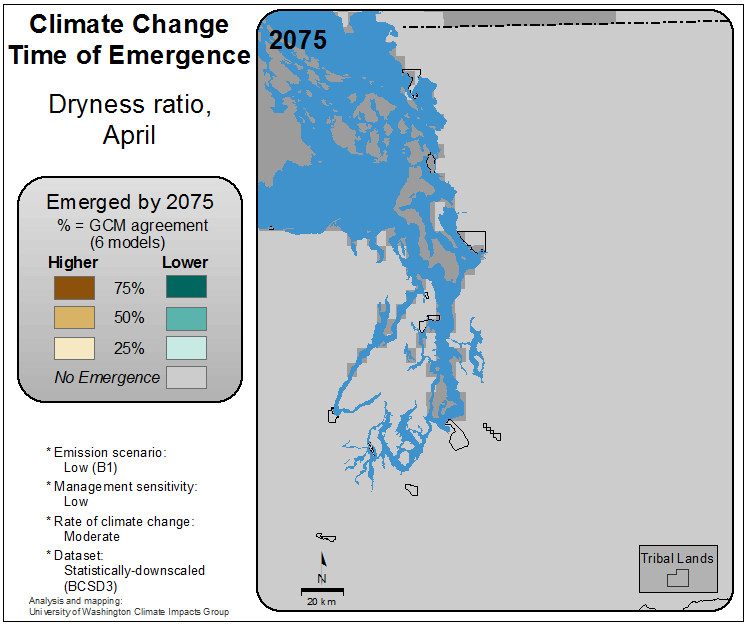 Climate Change
Time of Emergence
Dryness ratio,
April
Emerged by 2075
% = GCM agreement
(6 models)
Higher Lower
75%
50%
25%
No Emergence
* Emission scenario:
Low (B1)
* Management sensitivity:
Low
* Rate of climate change:
Moderate
* Dataset:
Statistically-downscaled
(BCSD3)
Analysis and mapping:
University of Washington Climate Impacts Group
2075
N
20 km
Tribal Lands